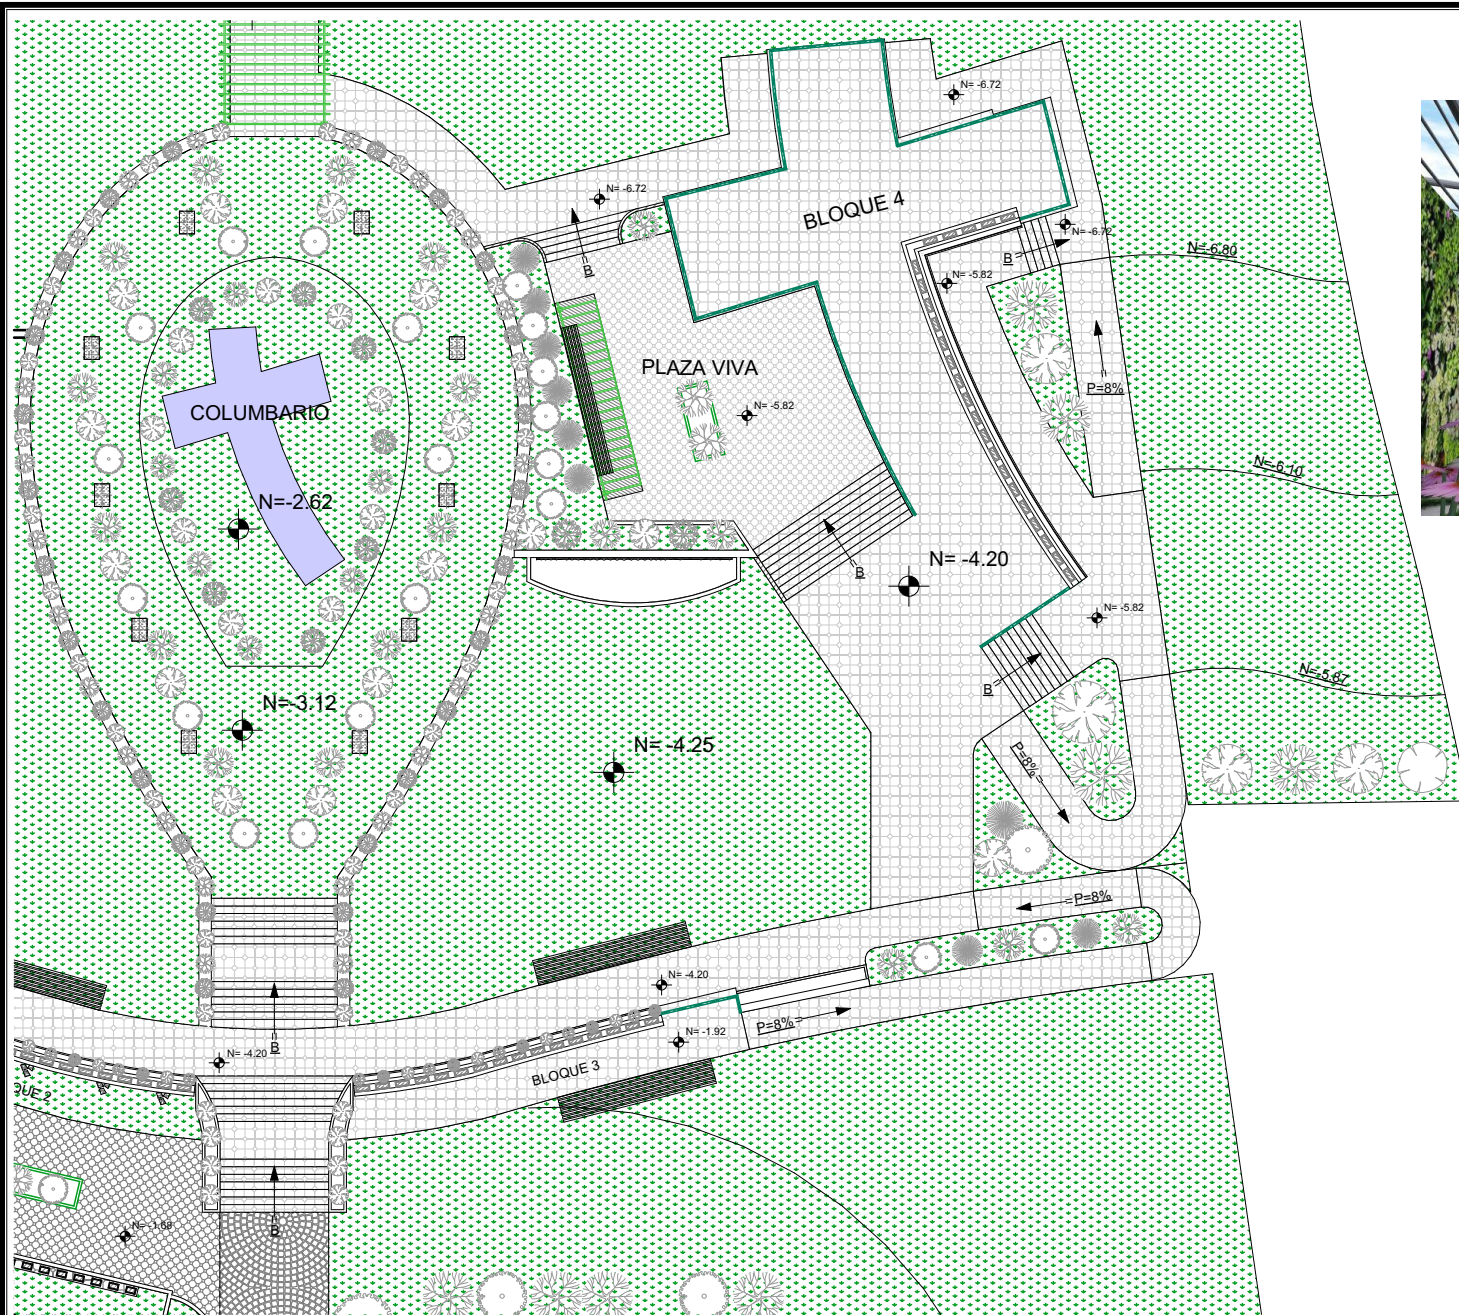 N= -6.72
N= -6.72
BLOQUE 4
N= -6.72
B
B
N=-6.80
N= -5.82
PLAZA VIVA
P=8%
N= -5.82
COLUMBARIO
N=-6.10
N=-2.62
N= -4.20
B
N= -5.82
B
N=-5.87
N=-3.12
N= -4.25
P=8%
P=8%
N= -4.20
P=8%
N= -1.92
B
N= -4.20
BLOQUE 3
QUE 2
B
N= -1.68